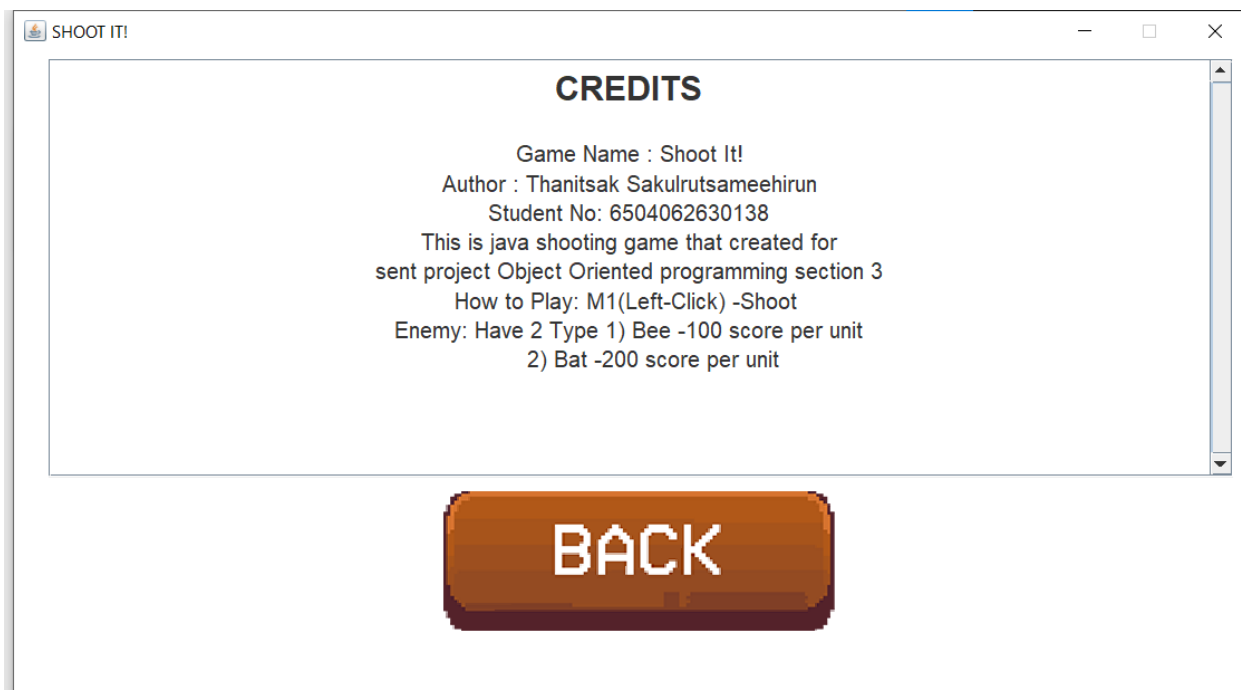 SHOOT IT!
CREDITS
Game Name : Shoot It!
Author : Thanitsak Sakulrutsameehirun
Student No: 6504062630138
This is java shooting game that created for
sent project Object Oriented programming section 3
How to Play: M1(Left-Click) -Shoot
Enemy: Have 2 Type 1) Bee -100 score per unit
2) Bat -200 score per unit
BACK